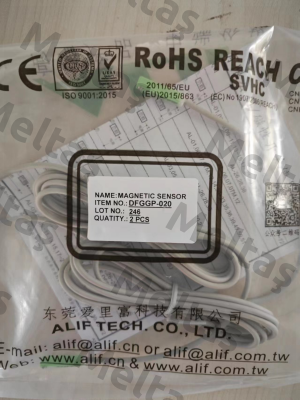 CE
RoHS REACH
SVHC
ISO 9001:2015
2011/65/EU
(EU)2015/863
NAME: MAGNETIC SENSOR
ITEM NO.: DFGGP-020
LOT NO.: 246
QUATITY.: 2 PCS
东莞爱里富科技有限公司
ALIF TECH. CO., LTD.
E-mail: alif@alif.cn or alif@alif.com.tw
Web: www.alif.cn & www.alif.com.tw
Meltaş